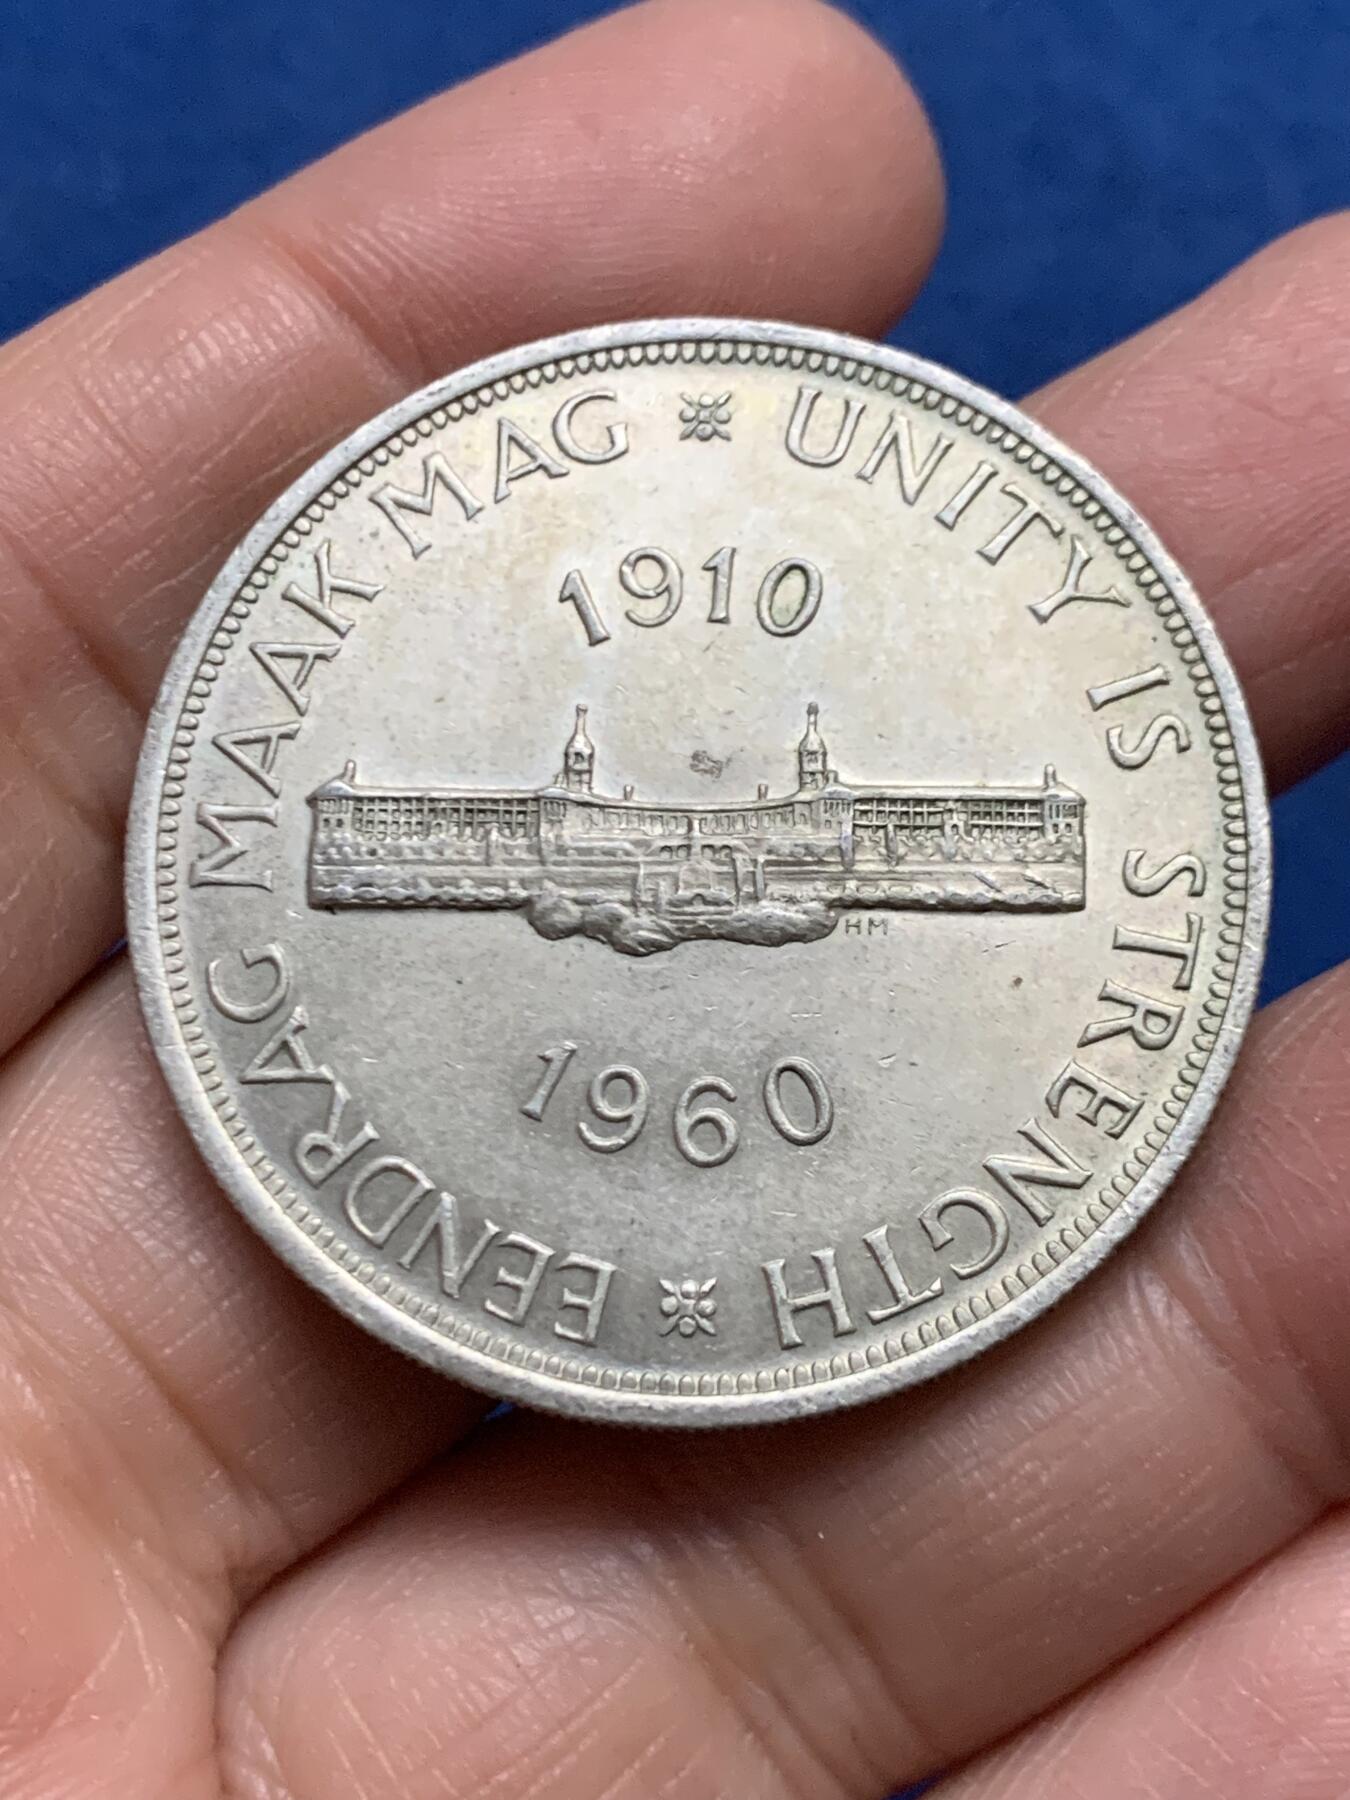 EENDRAG MAAK MAG
UNITY IS STRENGTH
1910
HM
1960